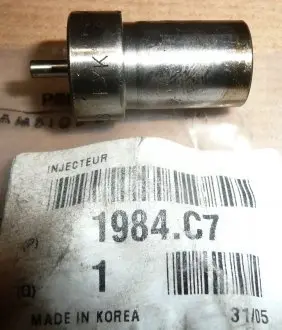 INJECTEUR
(P) 1984.C7
(Q) 1
MADE IN KOREA 31/05